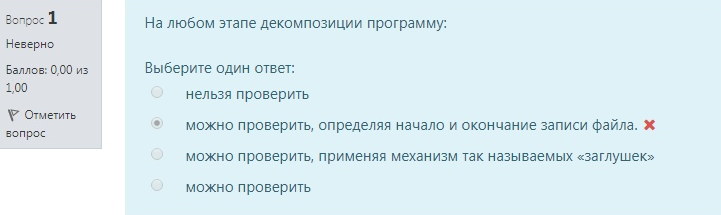 Вопрос 1
Неверно
Баллов: 0,00 из
1,00
Отметить
вопрос
На любом этапе декомпозиции программу:
Выберите один ответ:
нельзя проверить
можно проверить, определяя начало и окончание записи файла.
можно проверить, применяя механизм так называемых «заглушек»
можно проверить